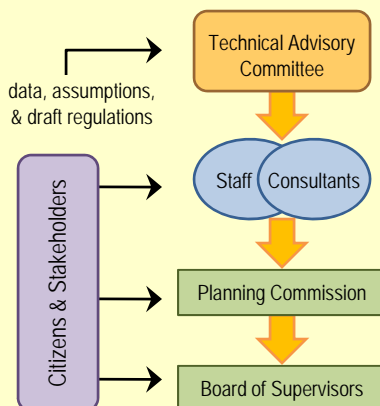 Technical Advisory
Committee
data, assumptions,
& draft regulations
Citizens & Stakeholders
Staff
Consultants
Planning Commission
Board of Supervisors